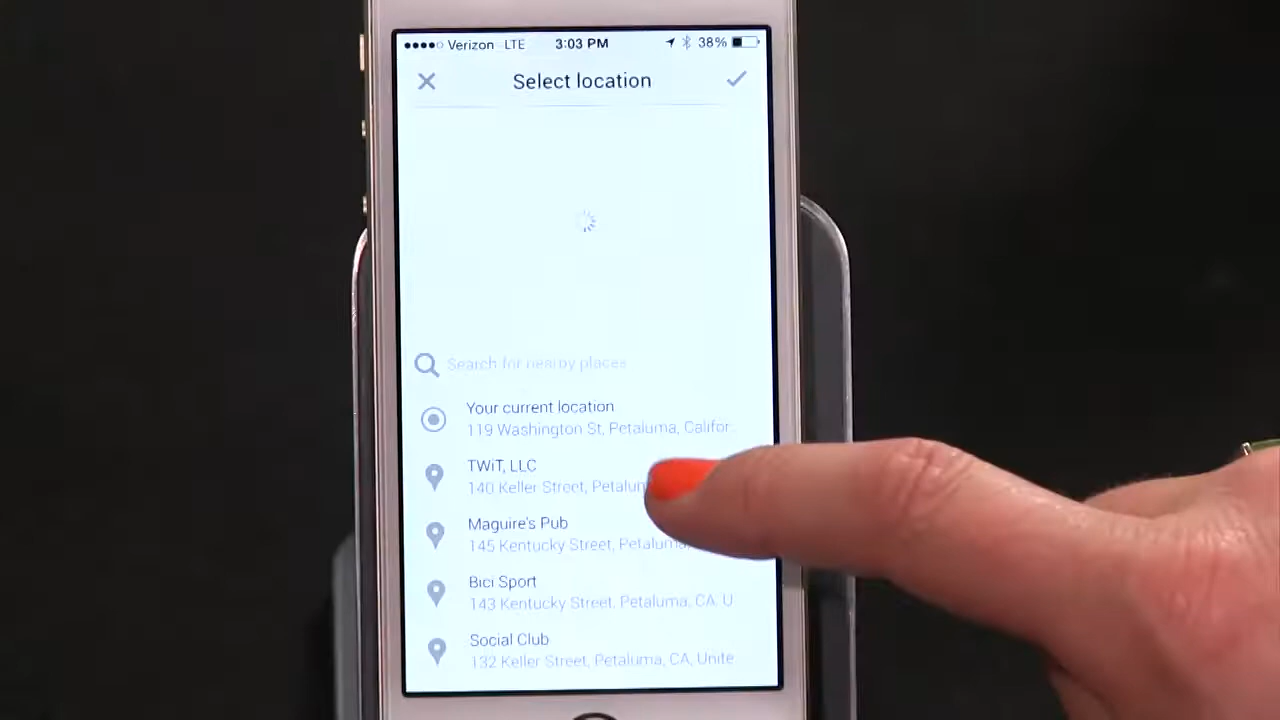 Verizon LTE 3:03 PM 38%
Select location
Search for nearby places
Your current location
119 Washington St, Petaluma, Califor...
TWiT, LLC
140 Keller Street, Petalum
Maguire's Pub
145 Kentucky Street, Petaluma,
Bici Sport
143 Kentucky Street, Petaluma, CA, U
Social Club
132 Keller Street, Petaluma, CA, Unite